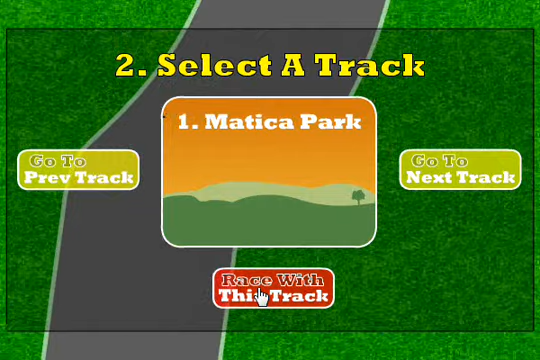 2. Select A Track
1. Matica Park
Go To
Prev Track
Go To
Next Track
Race With
This Track